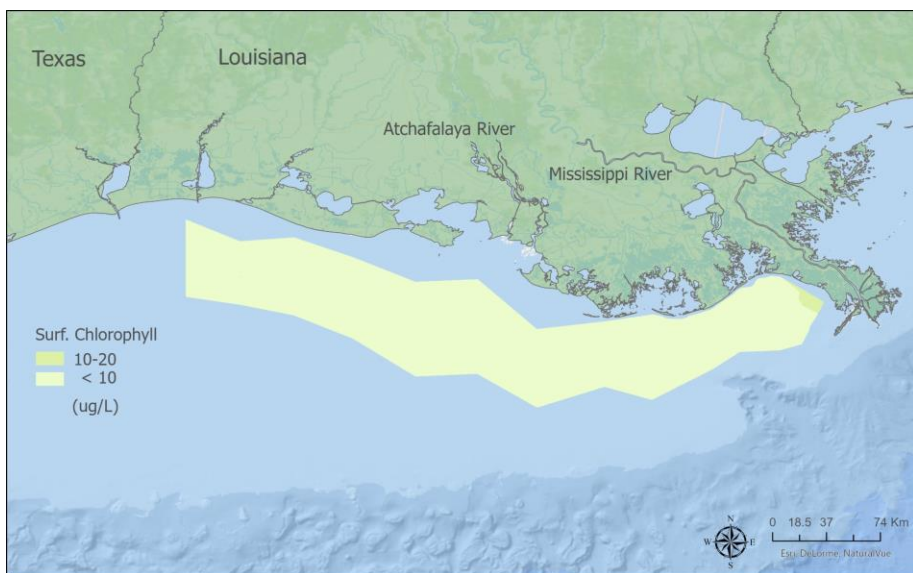 Texas
Louisiana
Atchafalaya River
Mississippi River
Surf. Chlorophyll
10-20
< 10
(ug/L)
N
W E
S
0 18.5 37 74 Km
Esri, DeLorme, NaturalVue